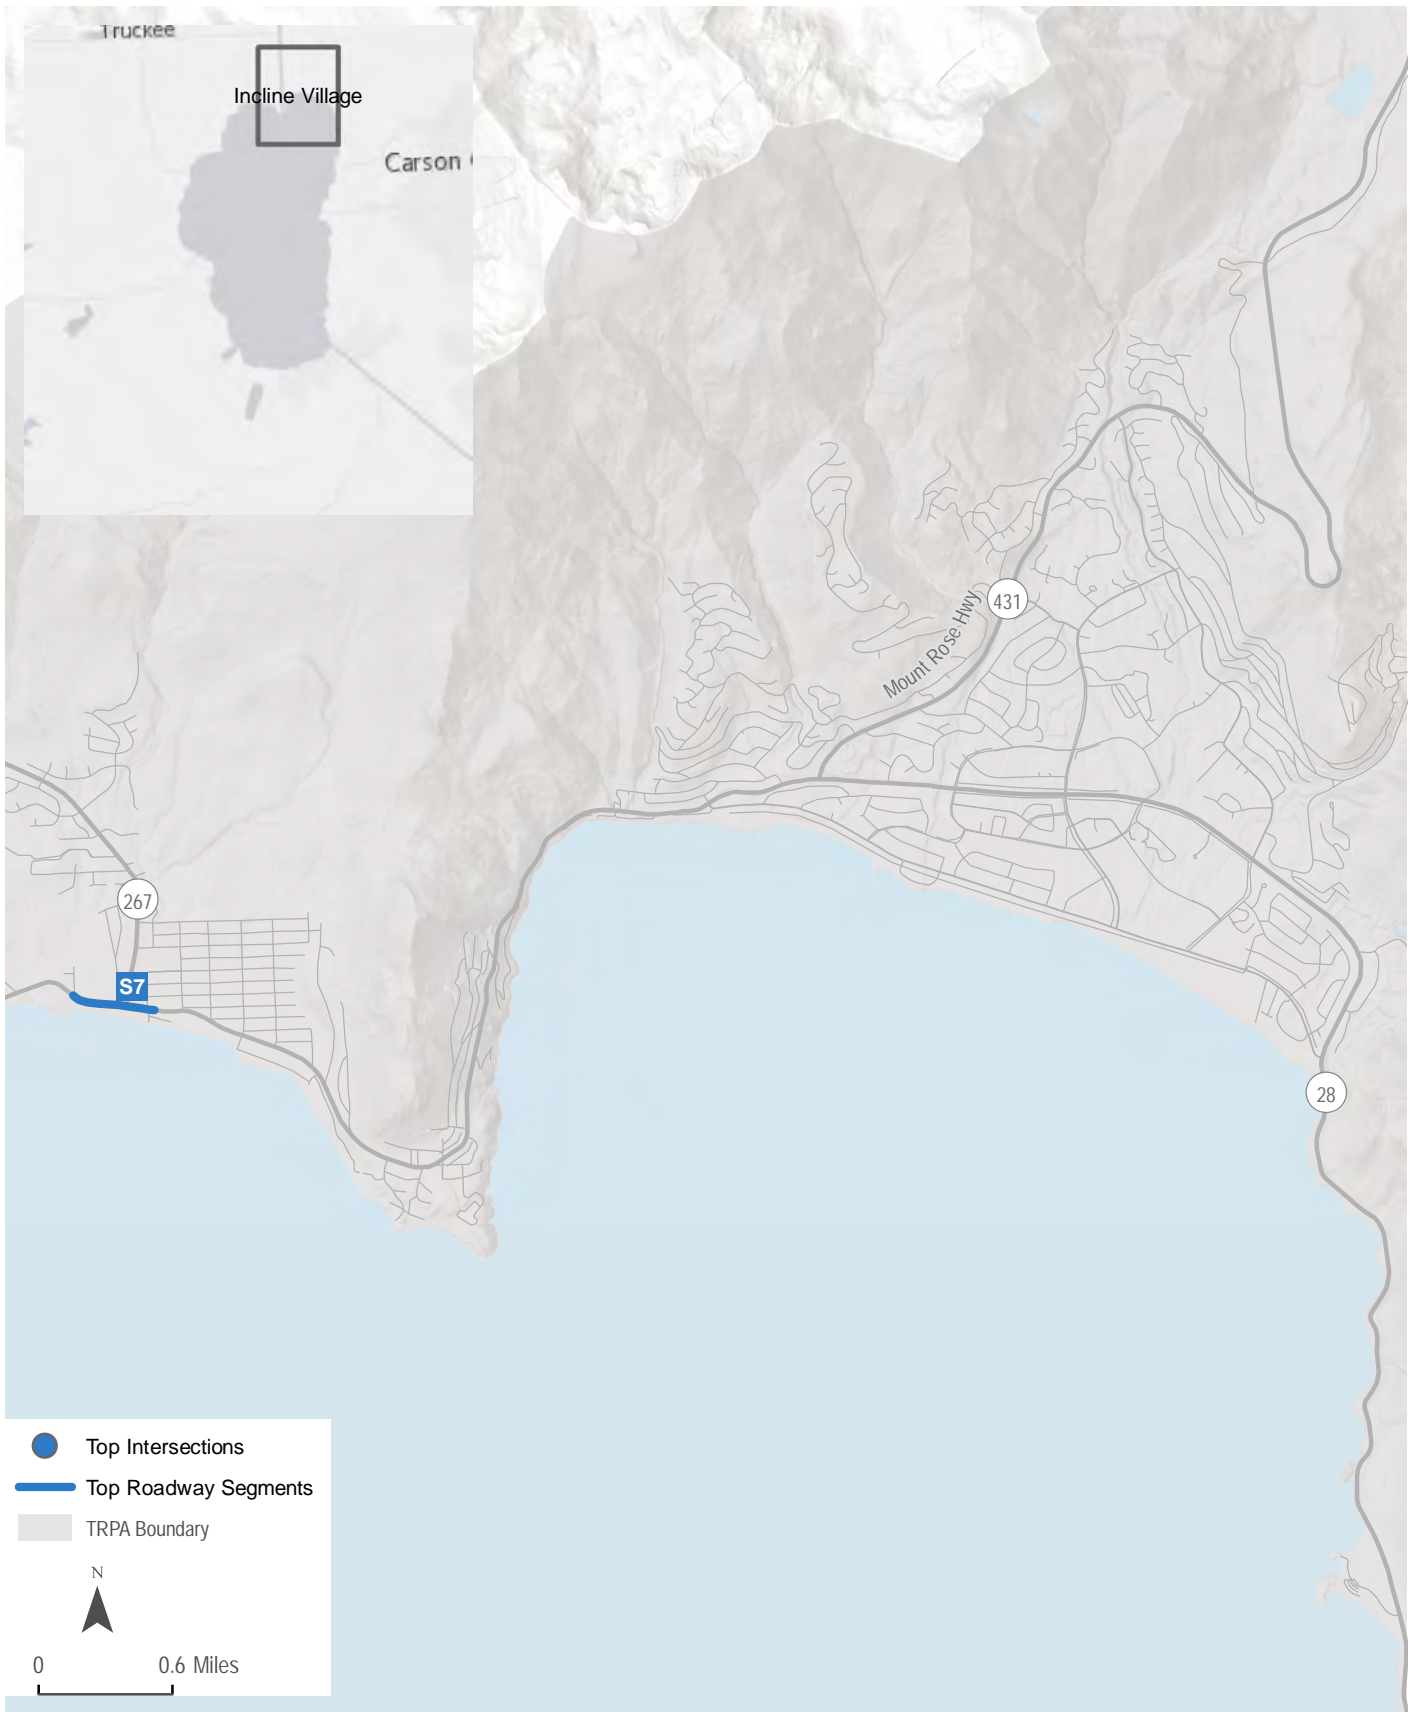 Truckee
Incline Village
Carson
431
Mount Rose Hwy
267
S7
28
Top Intersections
Top Roadway Segments
TRPA Boundary
N
0 0.6 Miles